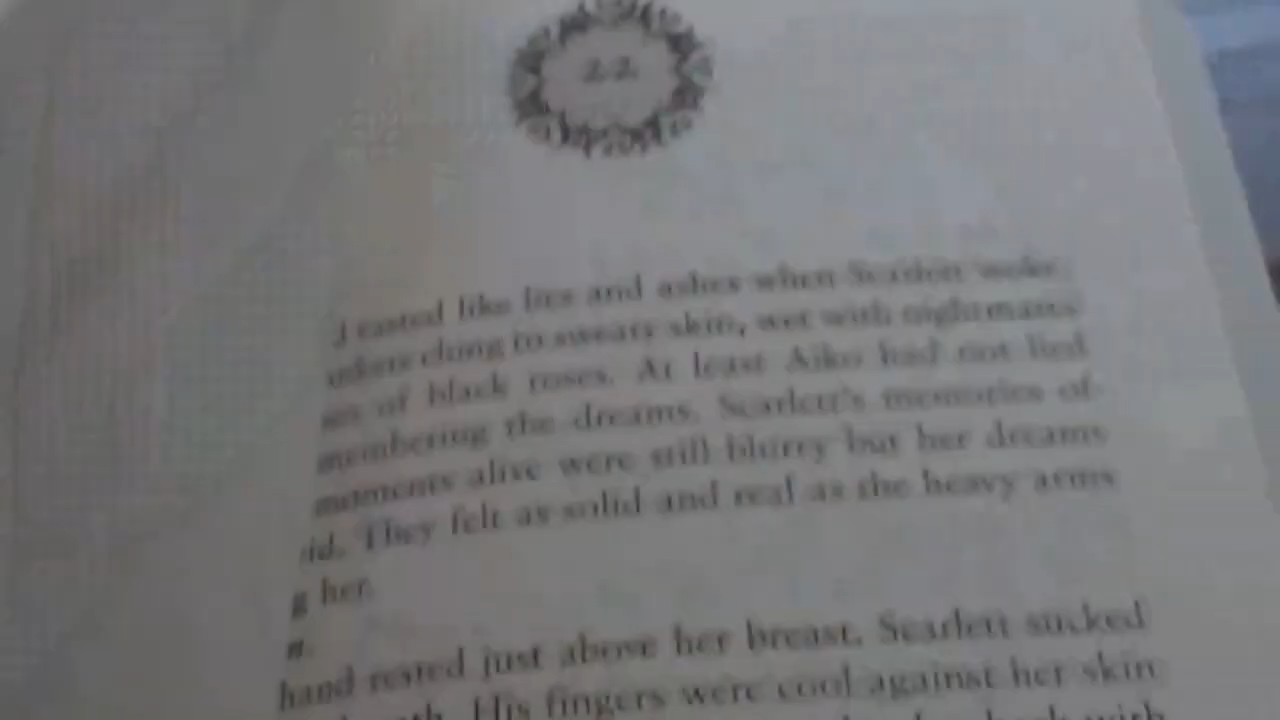 22
tasted like lies and ashes when Scarlett woke.
clung to sweaty skin, wet with nightmares
of black roses. At least Aiko had not lied
membering the dreams. Scarlett's memories of
moments alive were still blurry but her dreams
id. They felt as solid and real as the heavy arms
g her.
n.
hand rested just above her breast. Scarlett sucked
His fingers were cool against her skin
with